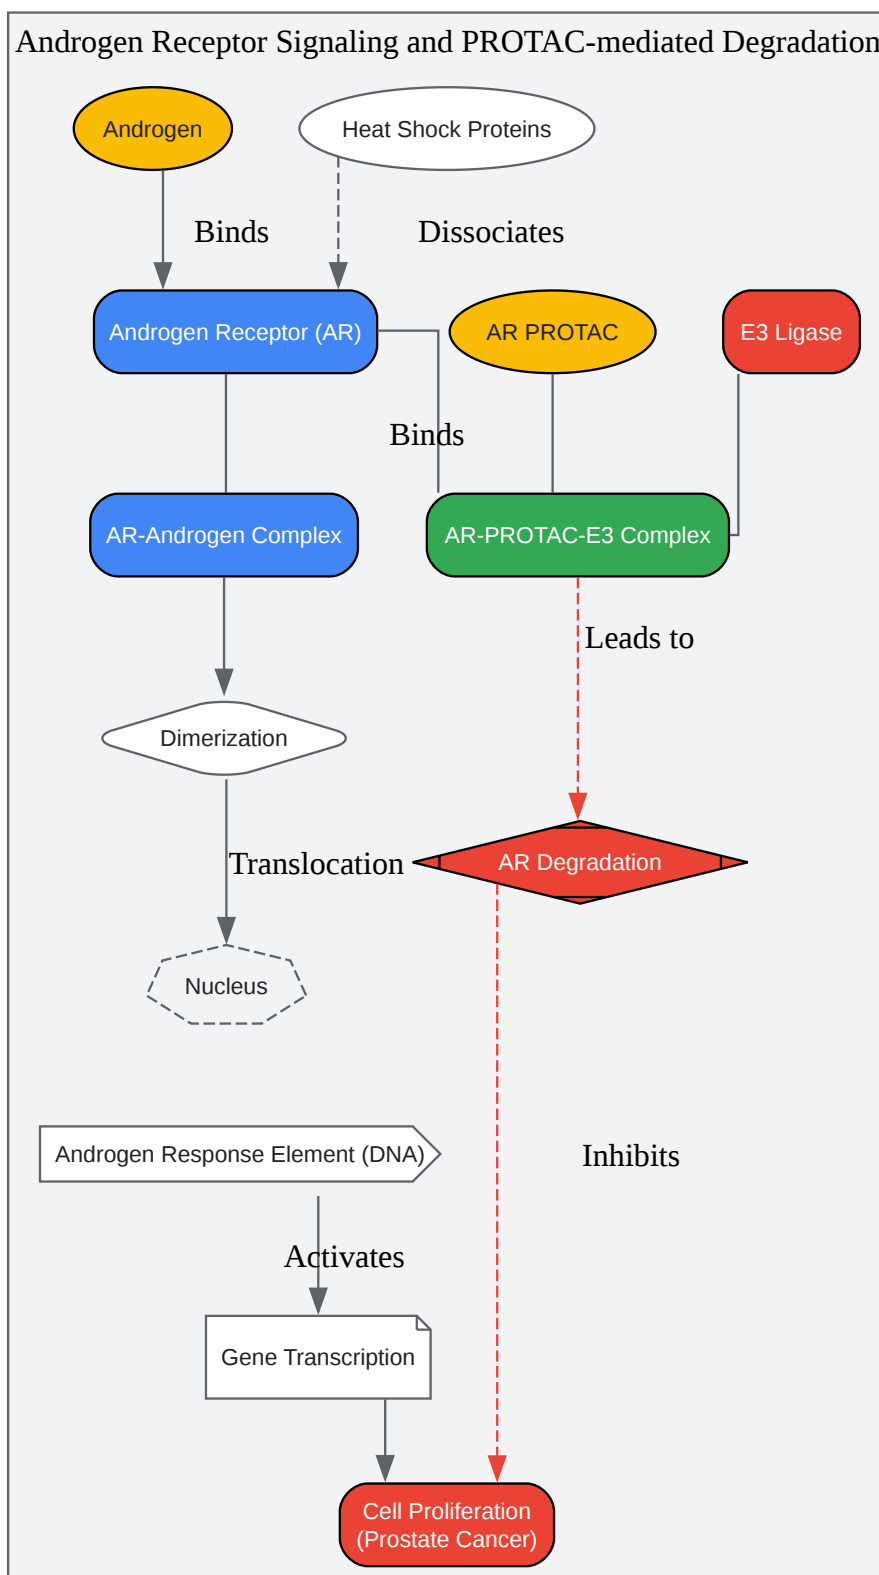 Androgen Receptor Signaling and PROTAC-mediated Degradation
Androgen
Heat Shock Proteins
Binds
Dissociates
Androgen Receptor (AR)
AR PROTAC
E3 Ligase
Binds
AR-Androgen Complex
AR-PROTAC-E3 Complex
Leads to
Dimerization
Translocation
AR Degradation
Nucleus
Androgen Response Element (DNA)
Inhibits
Activates
Gene Transcription
Cell Proliferation
(Prostate Cancer)